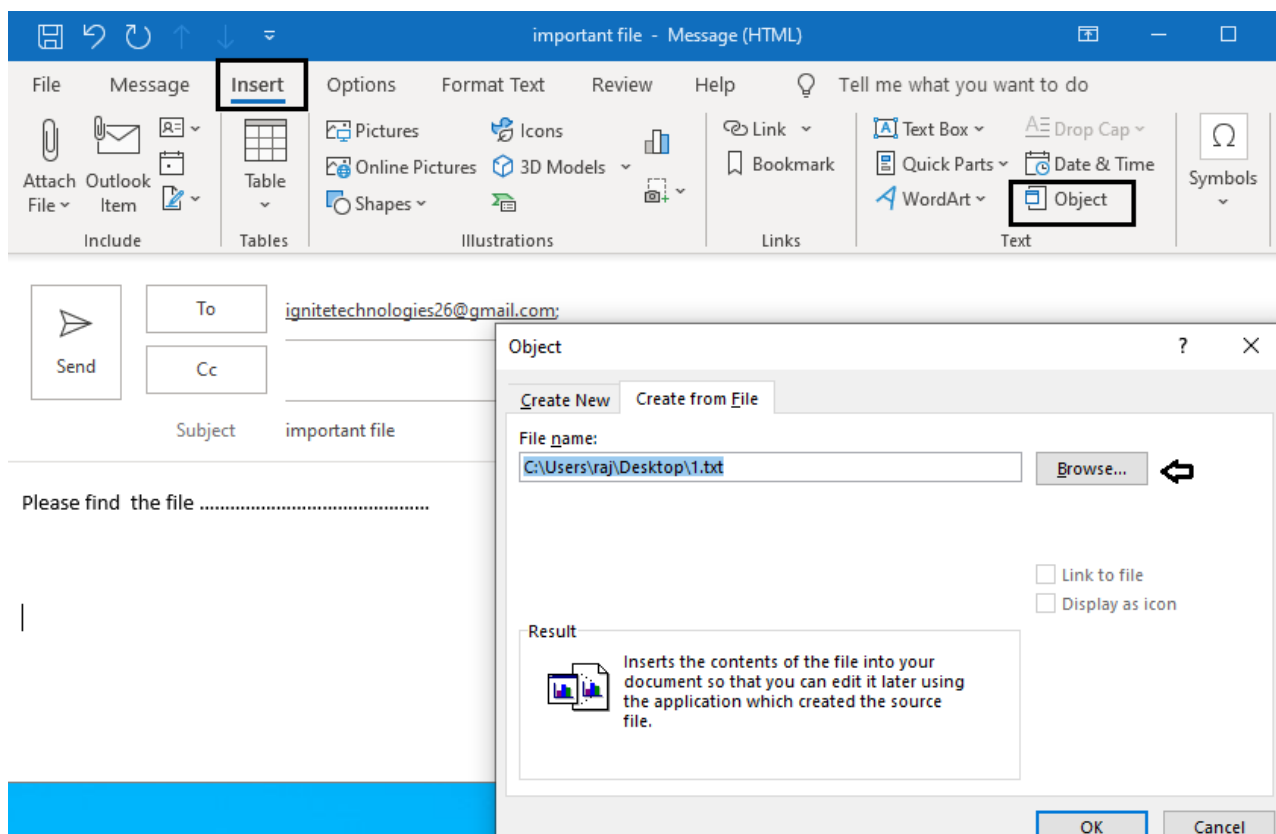 important file - Message (HTML)
File Message Insert Options Format Text Review Help Tell me what you want to do
Attach File
Outlook Item
Include
Table
Tables
Pictures
Online Pictures
Shapes
Icons
3D Models
Illustrations
Link
Bookmark
Links
Text Box
Quick Parts
WordArt
Drop Cap
Date & Time
Object
Text
Ω
Symbols
Send
To ignitetechnologies26@gmail.com;
Cc
Subject important file
Please find the file .............................................
Object ?
Create New Create from File
File name:
C:\Users\raj\Desktop\1.txt Browse...
Link to file
Display as icon
Result
Inserts the contents of the file into your
document so that you can edit it later using
the application which created the source
file.
OK Cancel